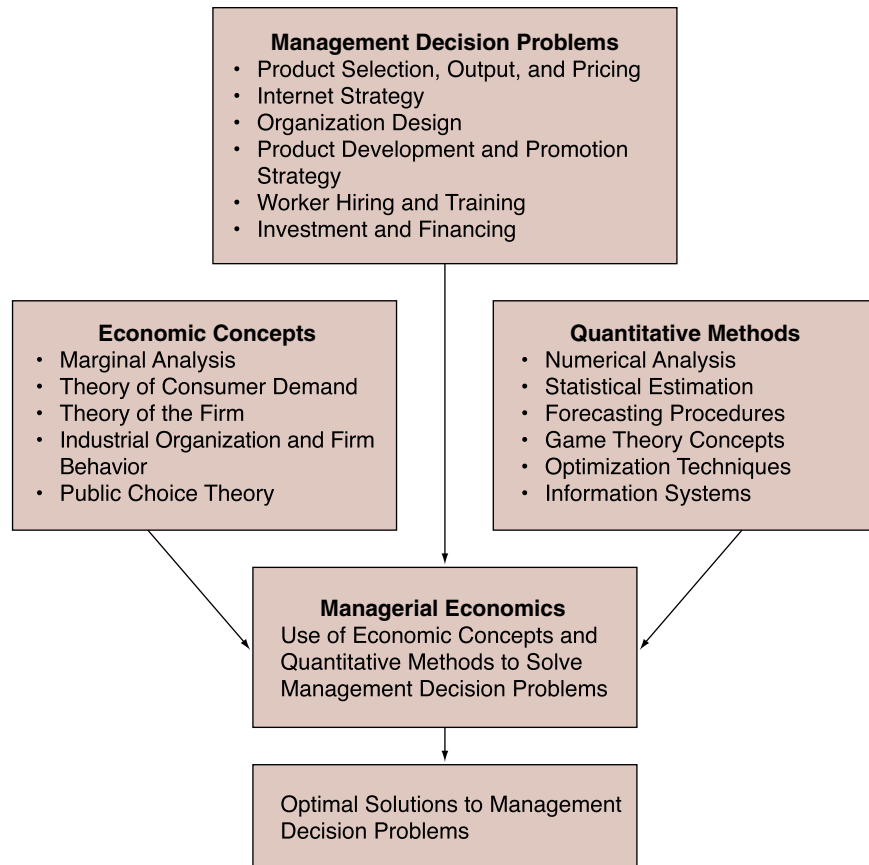 Management Decision Problems
• Product Selection, Output, and Pricing
• Internet Strategy
• Organization Design
• Product Development and Promotion
Strategy
• Worker Hiring and Training
• Investment and Financing
Economic Concepts
• Marginal Analysis
• Theory of Consumer Demand
• Theory of the Firm
• Industrial Organization and Firm
Behavior
• Public Choice Theory
Quantitative Methods
• Numerical Analysis
• Statistical Estimation
• Forecasting Procedures
• Game Theory Concepts
• Optimization Techniques
• Information Systems
Managerial Economics
Use of Economic Concepts and
Quantitative Methods to Solve
Management Decision Problems
Optimal Solutions to Management
Decision Problems